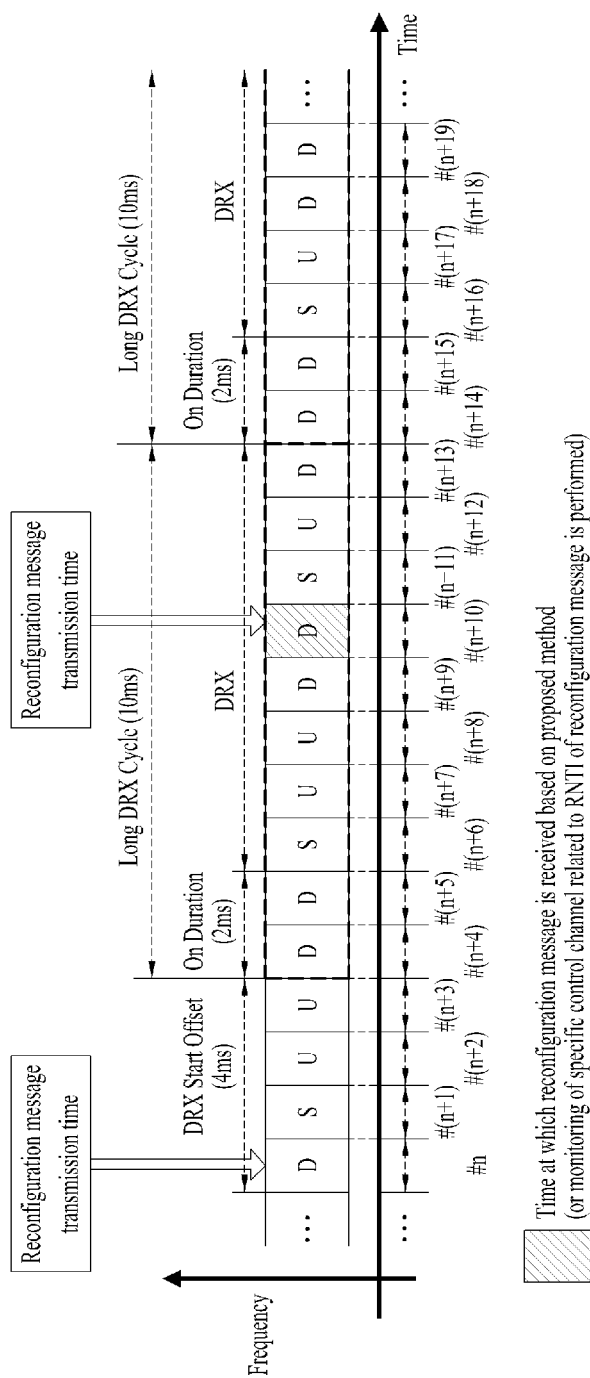 Reconfiguration message
transmission time
Reconfiguration message
transmission time
Long DRX Cycle (10ms)
Long DRX Cycle (10ms)
DRX Start Offset
(4ms)
On Duration
(2ms)
DRX
On Duration
(2ms)
DRX
Frequency
... D S U U D D S U U D D S U D D D S U D D ...
Time
... #n #(n+1) #(n+2) #(n+3) #(n+4) #(n+5) #(n+6) #(n+7) #(n+8) #(n+9) #(n+10) #(n-11) #(n+12) #(n+13) #(n+14) #(n+15) #(n+16) #(n+17) #(n+18) #(n+19) ...
Time at which reconfiguration message is received based on proposed method
(or monitoring of specific control channel related to RNTI of reconfiguration message is performed)